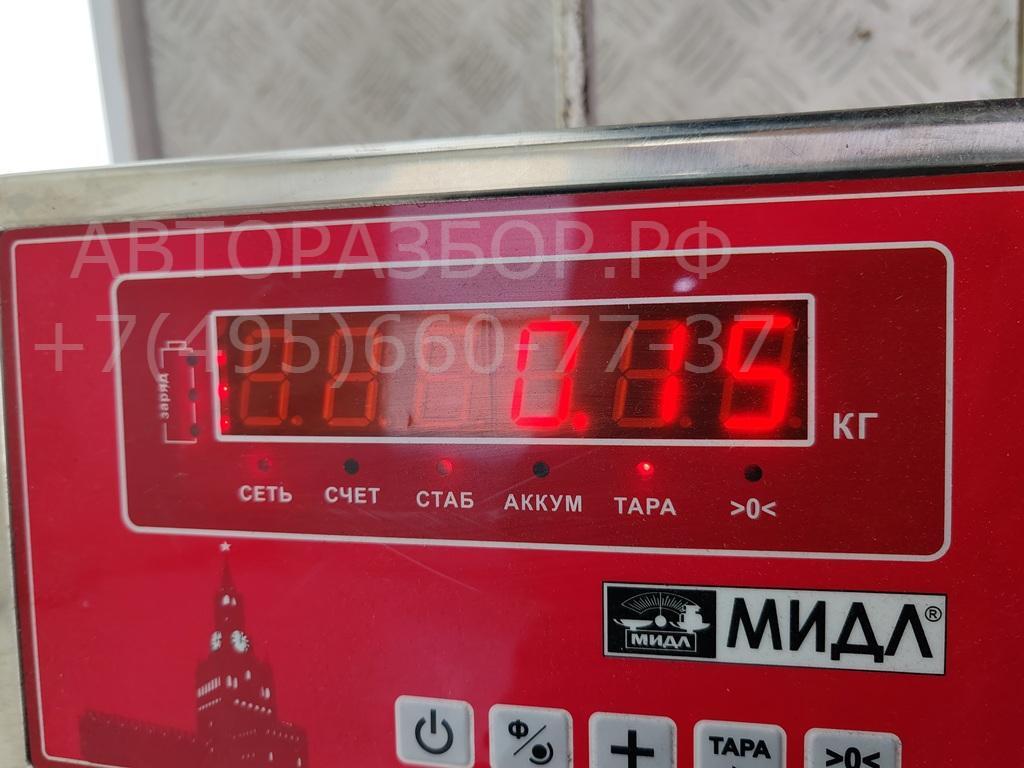 АВТОРАЗБОР.РФ
+7(495)660-77-37
заряд
0.15
КГ
СЕТЬ СЧЕТ СТАБ АККУМ ТАРА >0<
МИДЛ МИДЛ®
Ф/ + ТАРА >0<